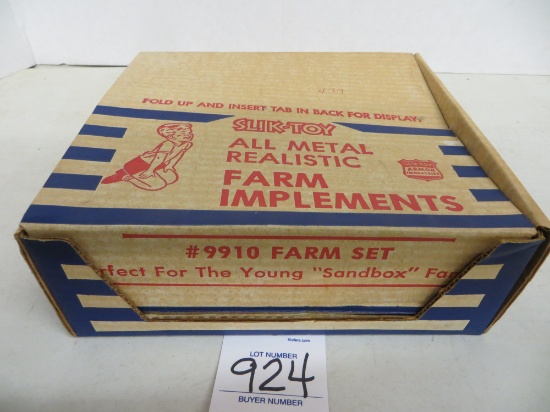 FOLD UP AND INSERT TAB IN BACK FOR DISPLAY.
SLIK-TOY
ALL METAL
REALISTIC
FARM
IMPLEMENTS
#9910 FARM SET
rfect For The Young "Sandbox" Far
LOT NUMBER
924
BUYER NUMBER